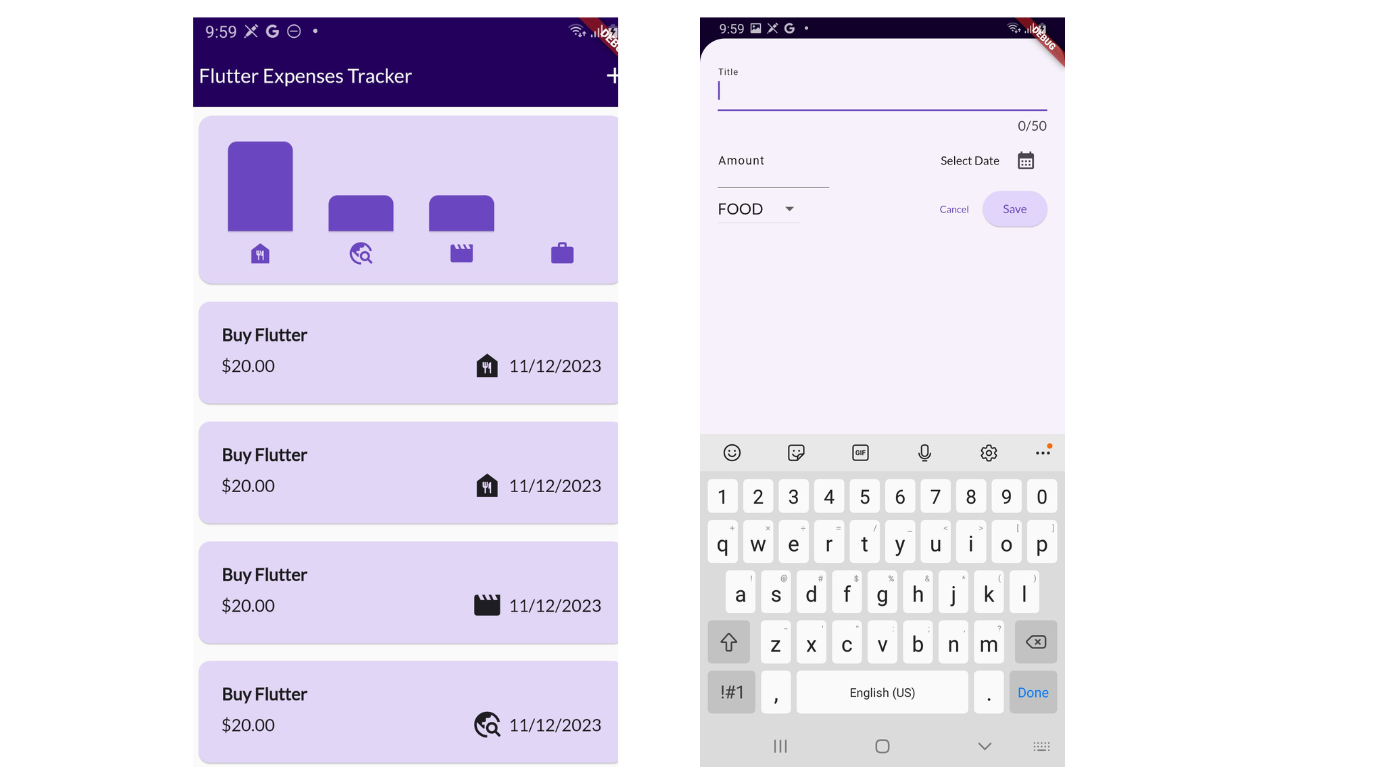 9:59 G
DEBUG
Flutter Expenses Tracker +
Buy Flutter
$20.00 11/12/2023
Buy Flutter
$20.00 11/12/2023
Buy Flutter
$20.00 11/12/2023
Buy Flutter
$20.00 11/12/2023
9:59 G
DEBUG
Title
0/50
Amount Select Date
FOOD Cancel Save
GIF
1 2 3 4 5 6 7 8 9 0
+ × ÷ = / _ < > [ ]
q w e r t y u i o p
! @ # $ % & * ( )
a s d f g h j k l
- ' " : ; , ?
z x c v b n m
!#1 , English (US) . Done